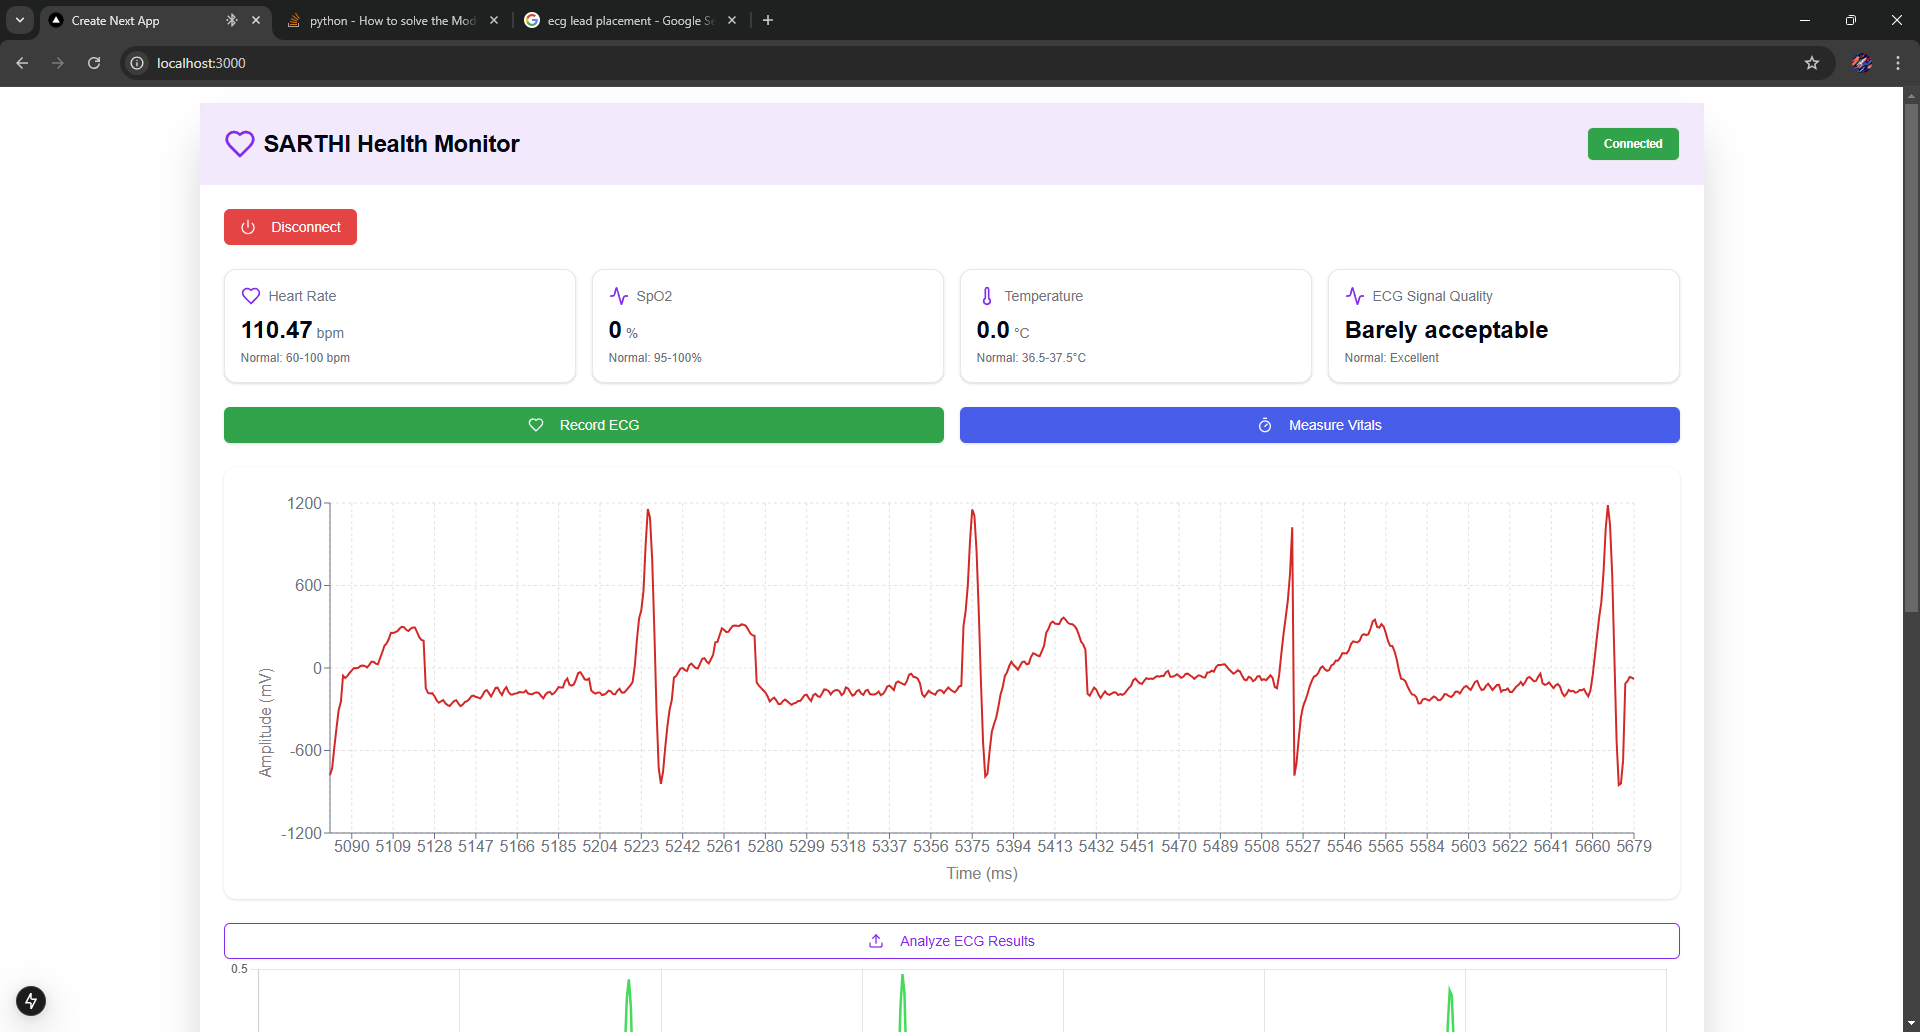 Create Next App
python - How to solve the Mod
ecg lead placement - Google Se
localhost:3000
SARTHI Health Monitor
Connected
Disconnect
Heart Rate
110.47 bpm
Normal: 60-100 bpm
SpO2
0 %
Normal: 95-100%
Temperature
0.0 °C
Normal: 36.5-37.5°C
ECG Signal Quality
Barely acceptable
Normal: Excellent
Record ECG
Measure Vitals
1200
600
0
-600
-1200
Amplitude (mV)
5090 5109 5128 5147 5166 5185 5204 5223 5242 5261 5280 5299 5318 5337 5356 5375 5394 5413 5432 5451 5470 5489 5508 5527 5546 5565 5584 5603 5622 5641 5660 5679
Time (ms)
Analyze ECG Results
0.5